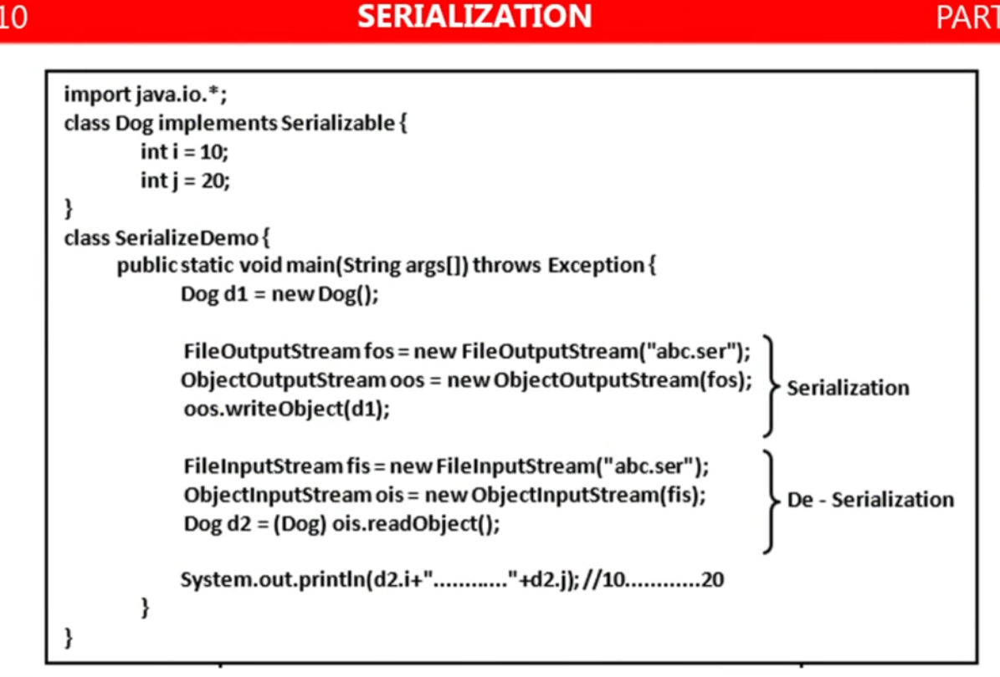 10 SERIALIZATION PART
import java.io.*;
class Dog implements Serializable {
int i = 10;
int j = 20;
}
class SerializeDemo {
public static void main(String args[]) throws Exception {
Dog d1 = new Dog();
FileOutputStream fos = new FileOutputStream("abc.ser");
ObjectOutputStream oos = new ObjectOutputStream(fos);
Serialization
oos.writeObject(d1);
FileInputStream fis = new FileInputStream("abc.ser");
ObjectInputStream ois = new ObjectInputStream(fis);
De - Serialization
Dog d2 = (Dog) ois.readObject();
System.out.println(d2.i+"............"+d2.j); //10............20
}
}